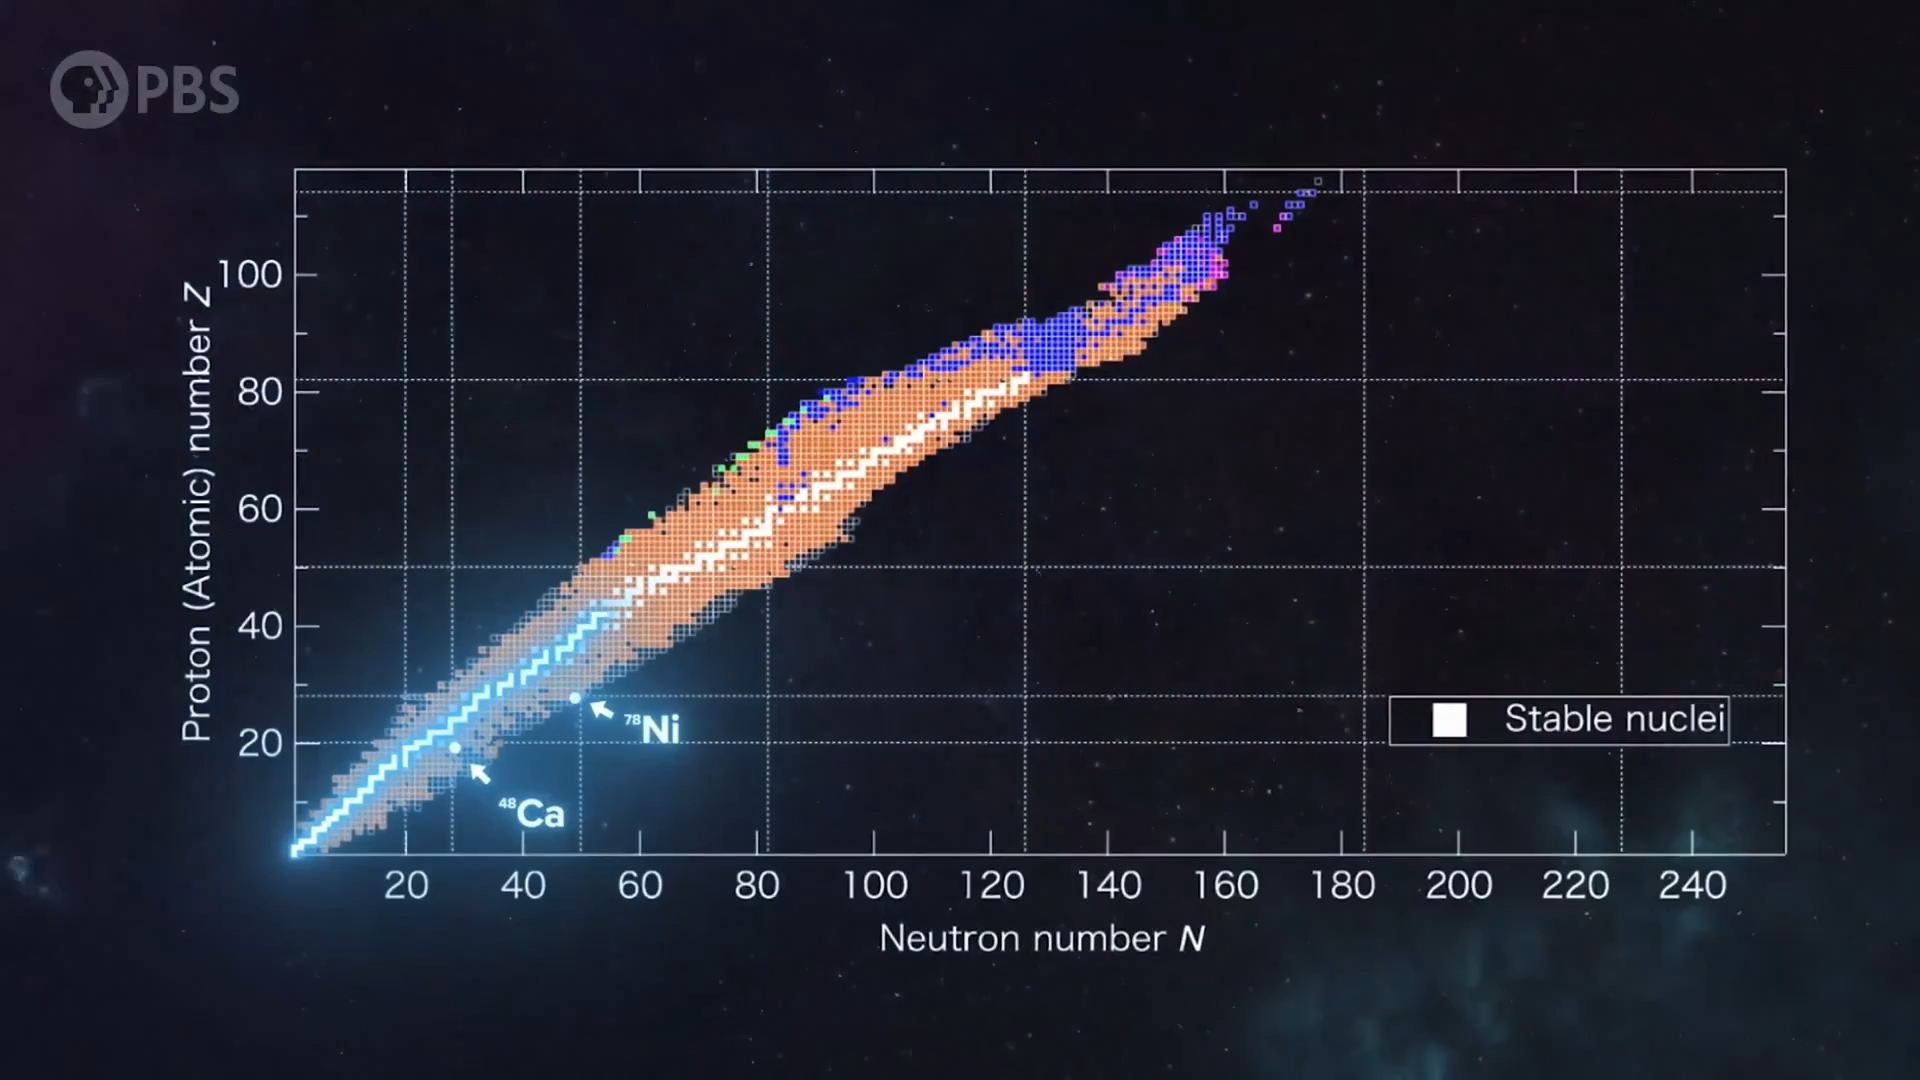 PBS
Proton (Atomic) number Z
100
80
60
40
20
⁷⁸Ni
⁴⁸Ca
Stable nuclei
20 40 60 80 100 120 140 160 180 200 220 240
Neutron number N